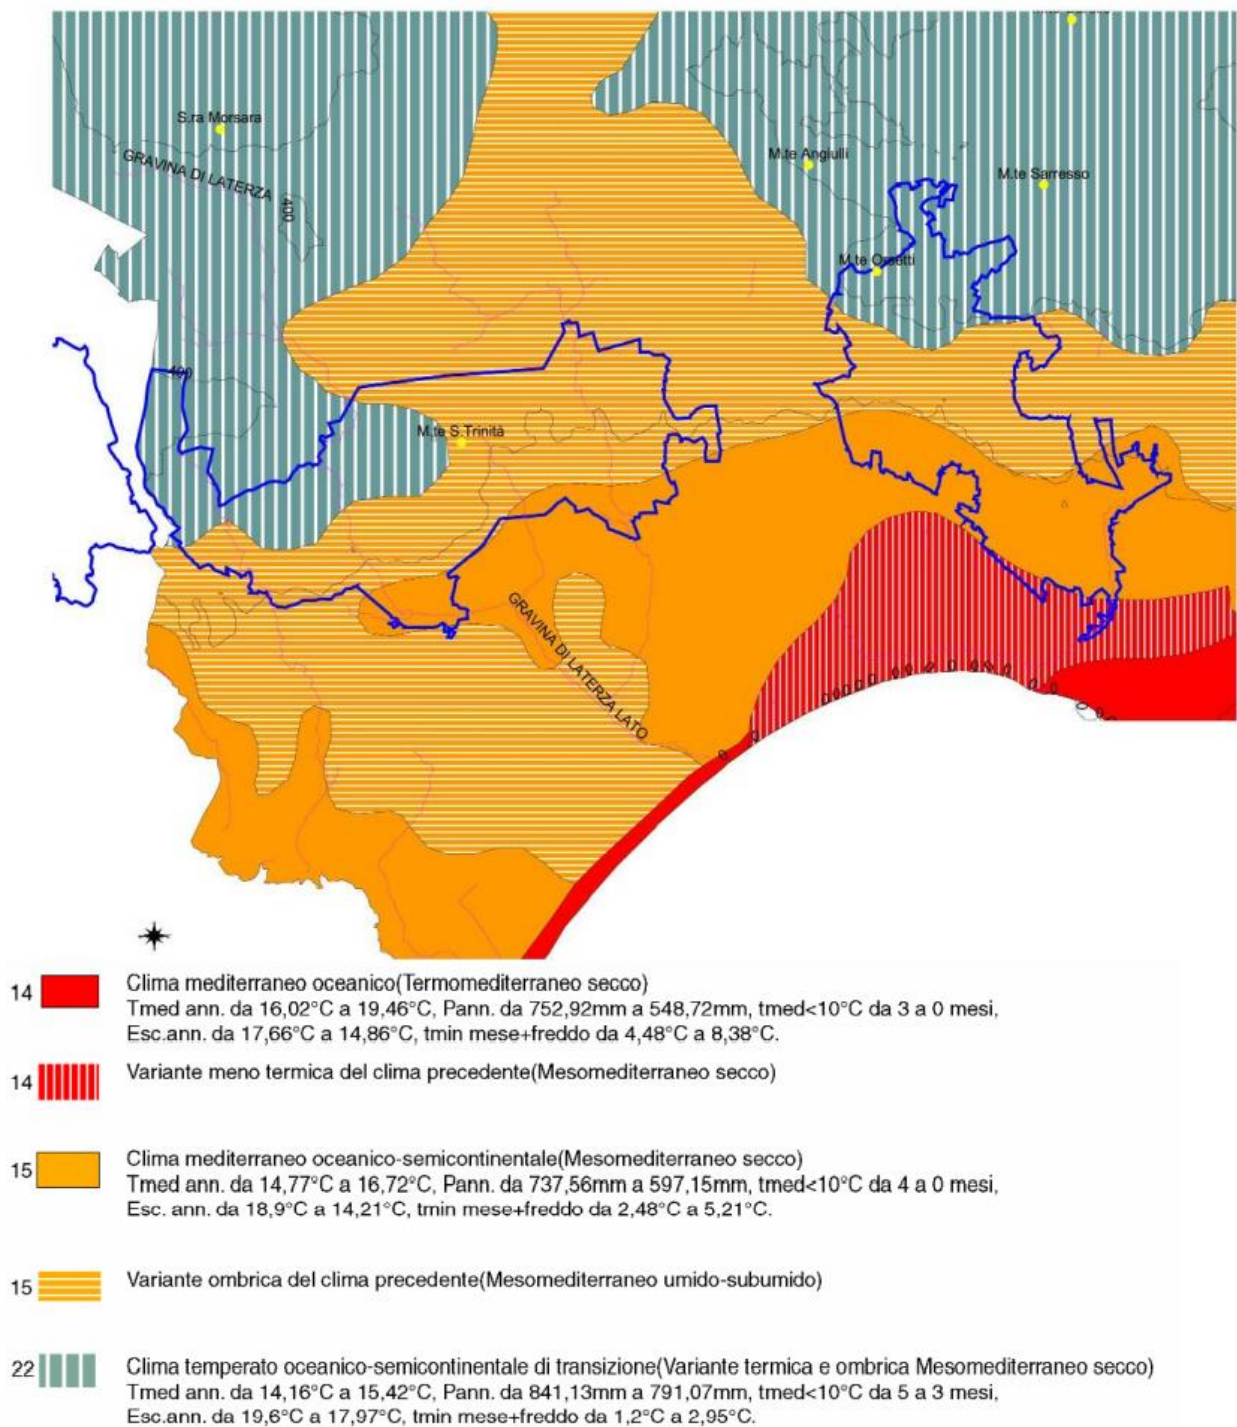 S.ra Morsara
GRAVINA DI LATERZA
400
M.te Angiulli
M.te Sarresso
M.te Orsetti
400
M.te S.Trinità
GRAVINA DI LATERZA LATO
0 0 0 0 0 0 0
14 Clima mediterraneo oceanico(Termomediterraneo secco)
Tmed ann. da 16,02°C a 19,46°C, Pann. da 752,92mm a 548,72mm, tmed<10°C da 3 a 0 mesi,
Esc.ann. da 17,66°C a 14,86°C, tmin mese+freddo da 4,48°C a 8,38°C.
14 Variante meno termica del clima precedente(Mesomediterraneo secco)
15 Clima mediterraneo oceanico-semicontinentale(Mesomediterraneo secco)
Tmed ann. da 14,77°C a 16,72°C, Pann. da 737,56mm a 597,15mm, tmed<10°C da 4 a 0 mesi,
Esc. ann. da 18,9°C a 14,21°C, tmin mese+freddo da 2,48°C a 5,21°C.
15 Variante ombrica del clima precedente(Mesomediterraneo umido-subumido)
22 Clima temperato oceanico-semicontinentale di transizione(Variante termica e ombrica Mesomediterraneo secco)
Tmed ann. da 14,16°C a 15,42°C, Pann. da 841,13mm a 791,07mm, tmed<10°C da 5 a 3 mesi,
Esc.ann. da 19,6°C a 17,97°C, tmin mese+freddo da 1,2°C a 2,95°C.